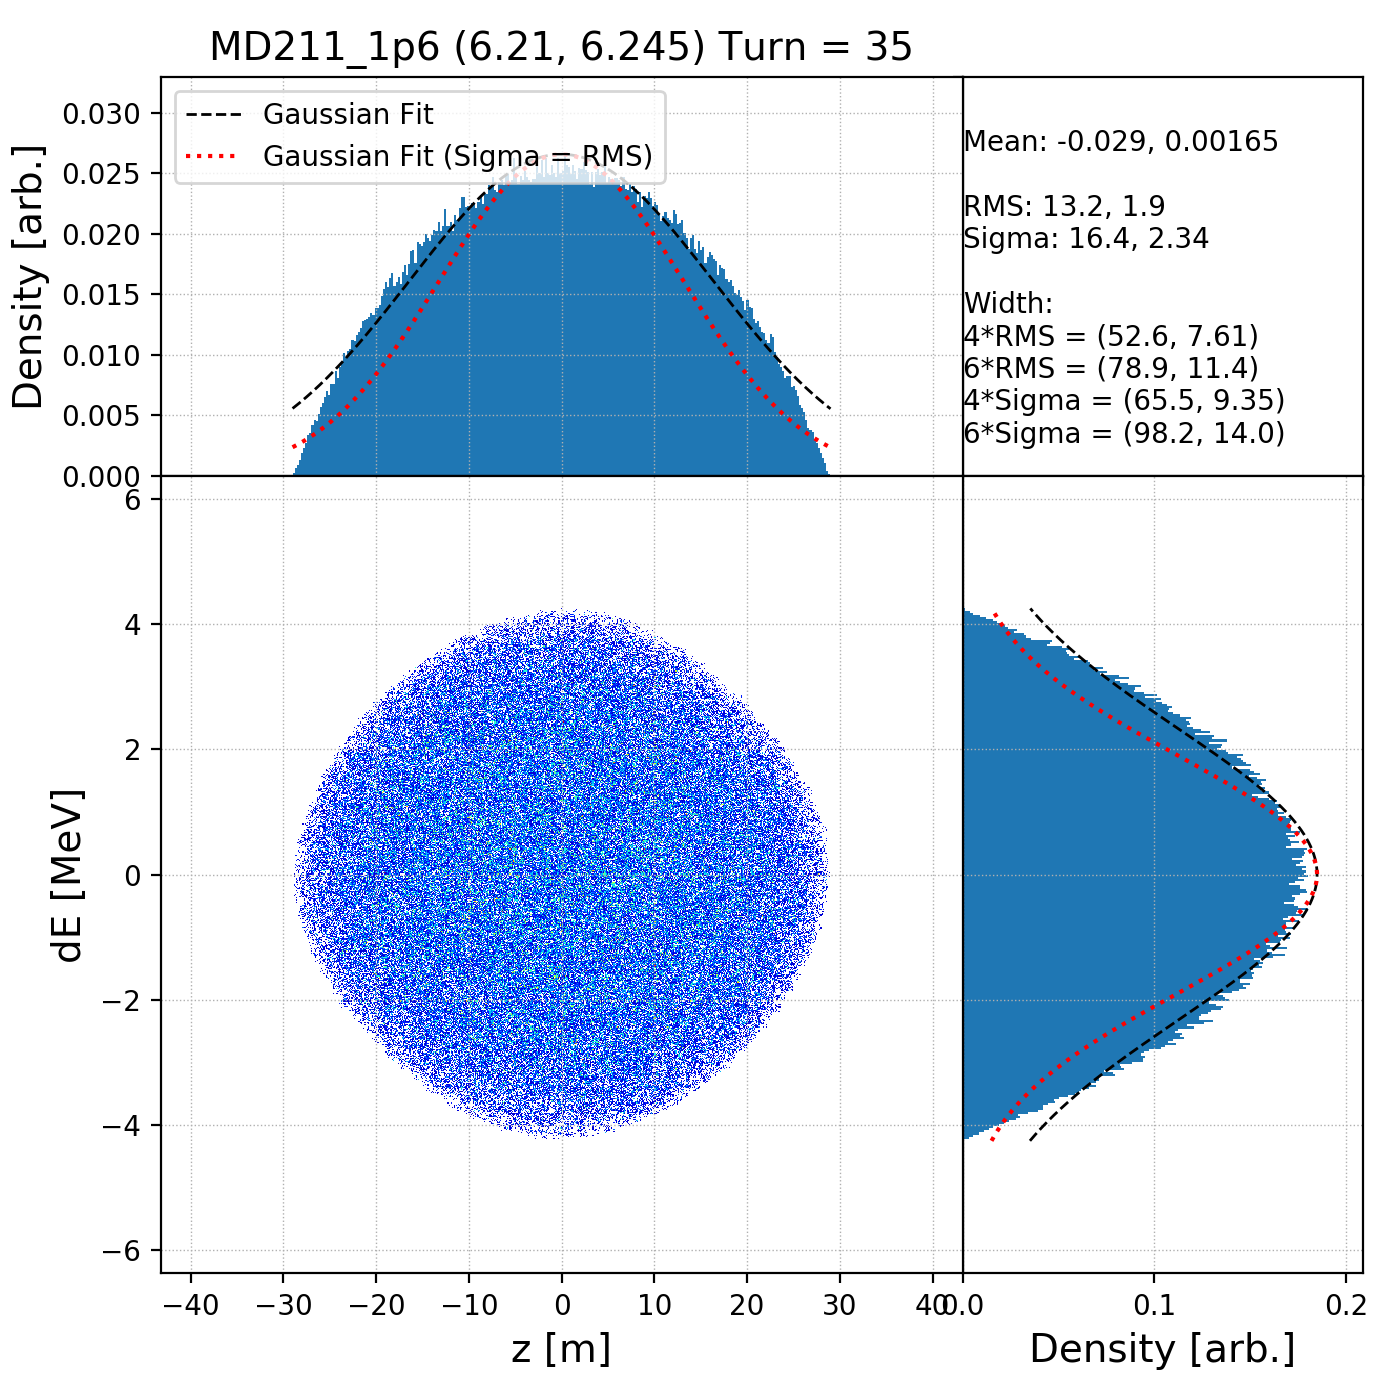 MD211_1p6 (6.21, 6.245) Turn = 35
Gaussian Fit
Gaussian Fit (Sigma = RMS)
Density [arb.]
0.030
0.025
0.020
0.015
0.010
0.005
0.000
Mean: -0.029, 0.00165
RMS: 13.2, 1.9
Sigma: 16.4, 2.34
Width:
4*RMS = (52.6, 7.61)
6*RMS = (78.9, 11.4)
4*Sigma = (65.5, 9.35)
6*Sigma = (98.2, 14.0)
dE [MeV]
6
4
2
0
−2
−4
−6
−40 −30 −20 −10 0 10 20 30 40
z [m]
0.0 0.1 0.2
Density [arb.]